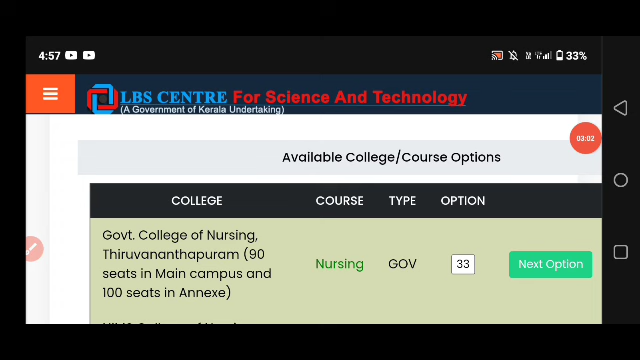 4:57
33%
LBS CENTRE For Science And Technology
(A Government of Kerala Undertaking)
03:02
Available College/Course Options
COLLEGE COURSE TYPE OPTION
Govt. College of Nursing,
Thiruvananthapuram (90
seats in Main campus and
100 seats in Annexe)
Nursing GOV 33 Next Option